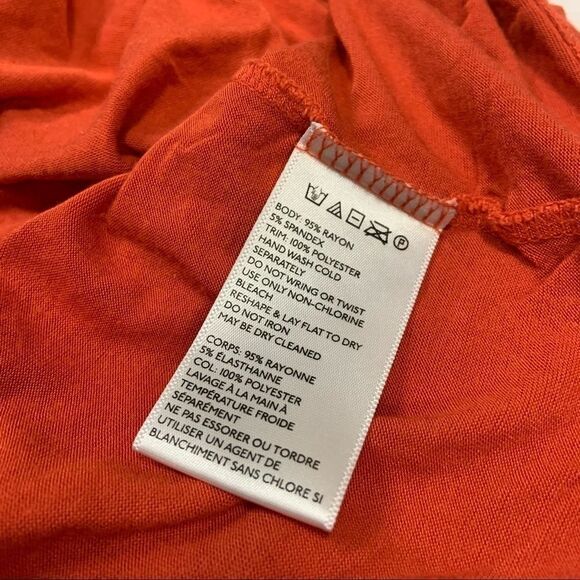 P
BODY: 95% RAYON
5% SPANDEX
TRIM: 100% POLYESTER
HAND WASH COLD
SEPARATELY
DO NOT WRING OR TWIST
USE ONLY NON-CHLORINE
BLEACH
RESHAPE & LAY FLAT TO DRY
DO NOT IRON
MAY BE DRY CLEANED
CORPS: 95% RAYONNE
5% ÉLASTHANNE
COL: 100% POLYESTER
LAVAGE À LA MAIN À
TEMPÉRATURE FROIDE
SÉPARÉMENT
NE PAS ESSORER OU TORDRE
UTILISER UN AGENT DE
BLANCHIMENT SANS CHLORE SI